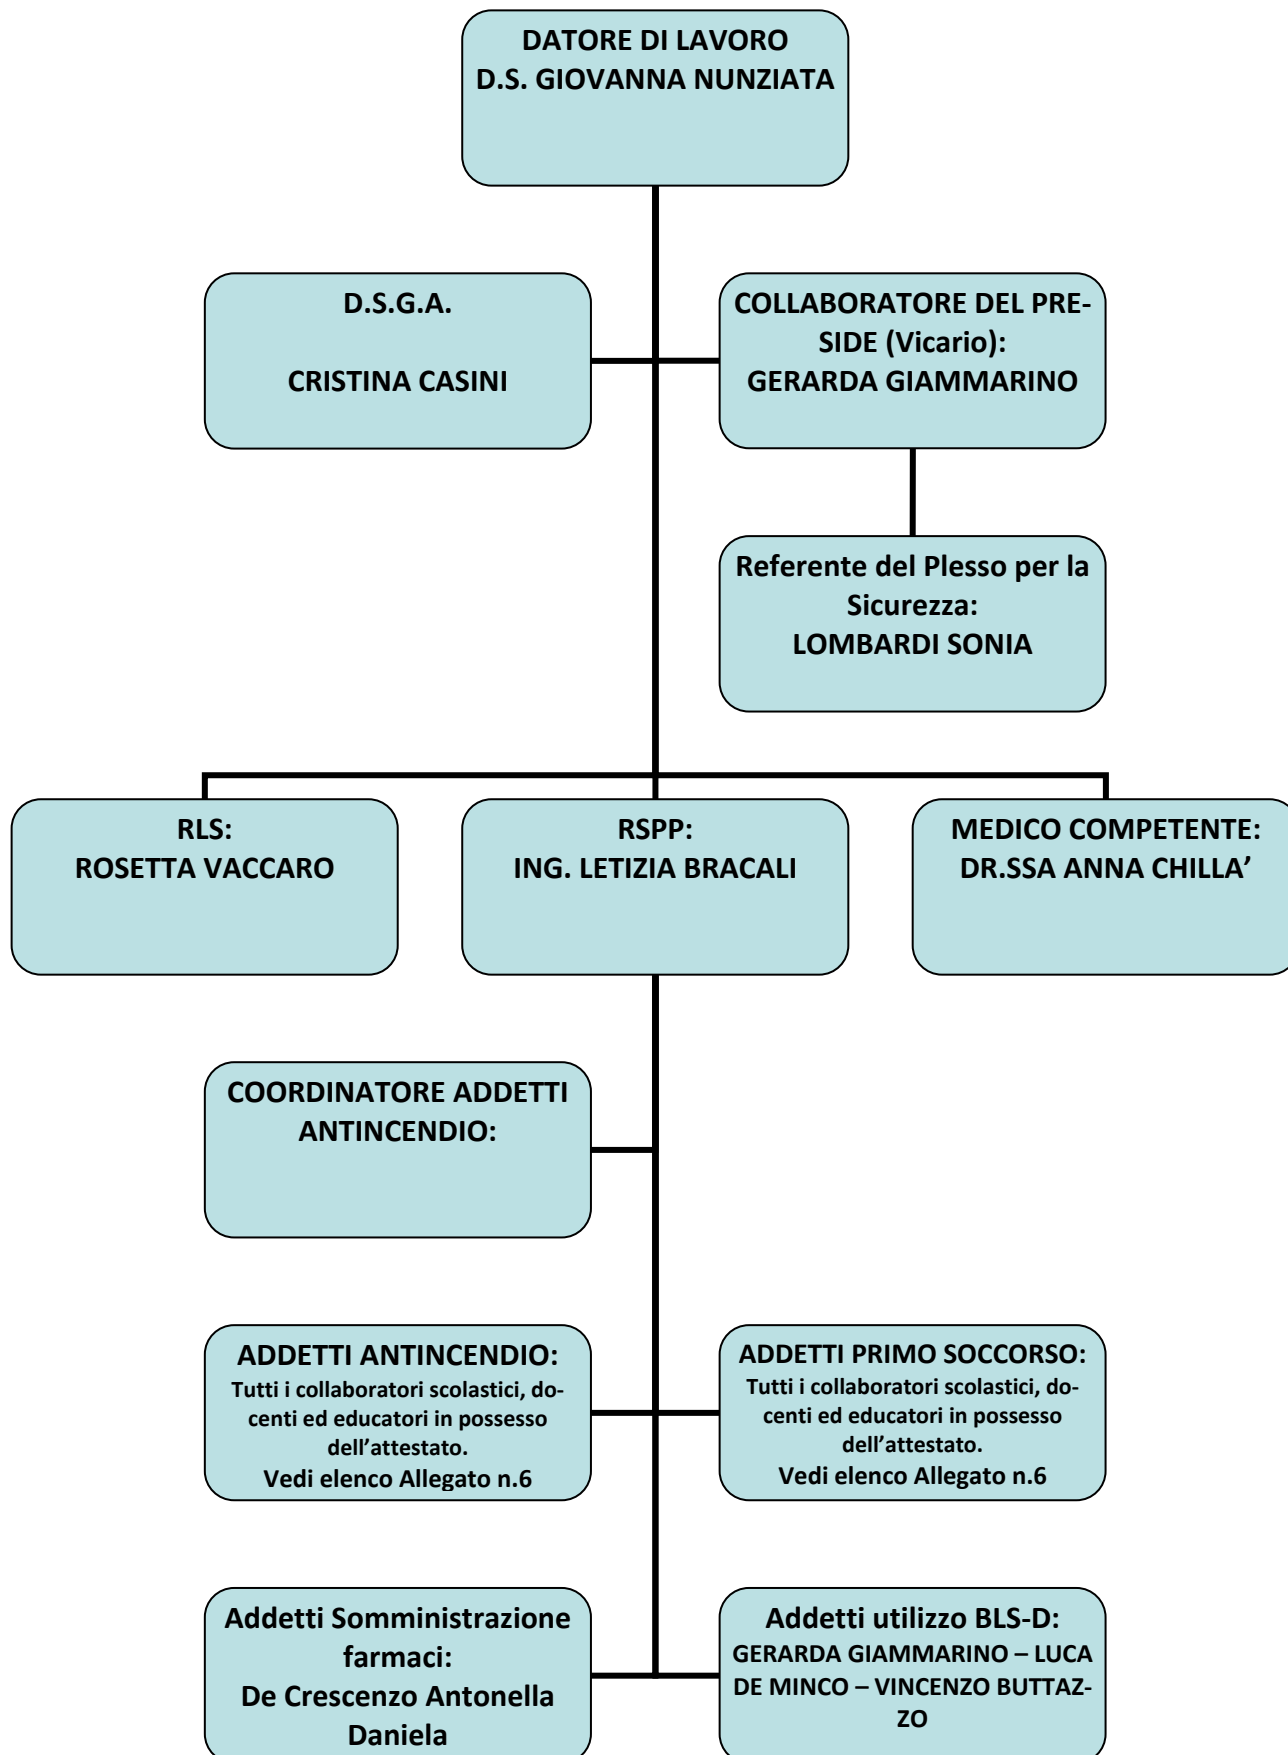 DATORE DI LAVORO
D.S. GIOVANNA NUNZIATA
D.S.G.A.
CRISTINA CASINI
COLLABORATORE DEL PRE-
SIDE (Vicario):
GERARDA GIAMMARINO
Referente del Plesso per la
Sicurezza:
LOMBARDI SONIA
RLS:
ROSETTA VACCARO
RSPP:
ING. LETIZIA BRACALI
MEDICO COMPETENTE:
DR.SSA ANNA CHILLA’
COORDINATORE ADDETTI
ANTINCENDIO:
ADDETTI ANTINCENDIO:
Tutti i collaboratori scolastici, do-
centi ed educatori in possesso
dell’attestato.
Vedi elenco Allegato n.6
ADDETTI PRIMO SOCCORSO:
Tutti i collaboratori scolastici, do-
centi ed educatori in possesso
dell’attestato.
Vedi elenco Allegato n.6
Addetti Somministrazione
farmaci:
De Crescenzo Antonella
Daniela
Addetti utilizzo BLS-D:
GERARDA GIAMMARINO – LUCA
DE MINCO – VINCENZO BUTTAZ-
ZO